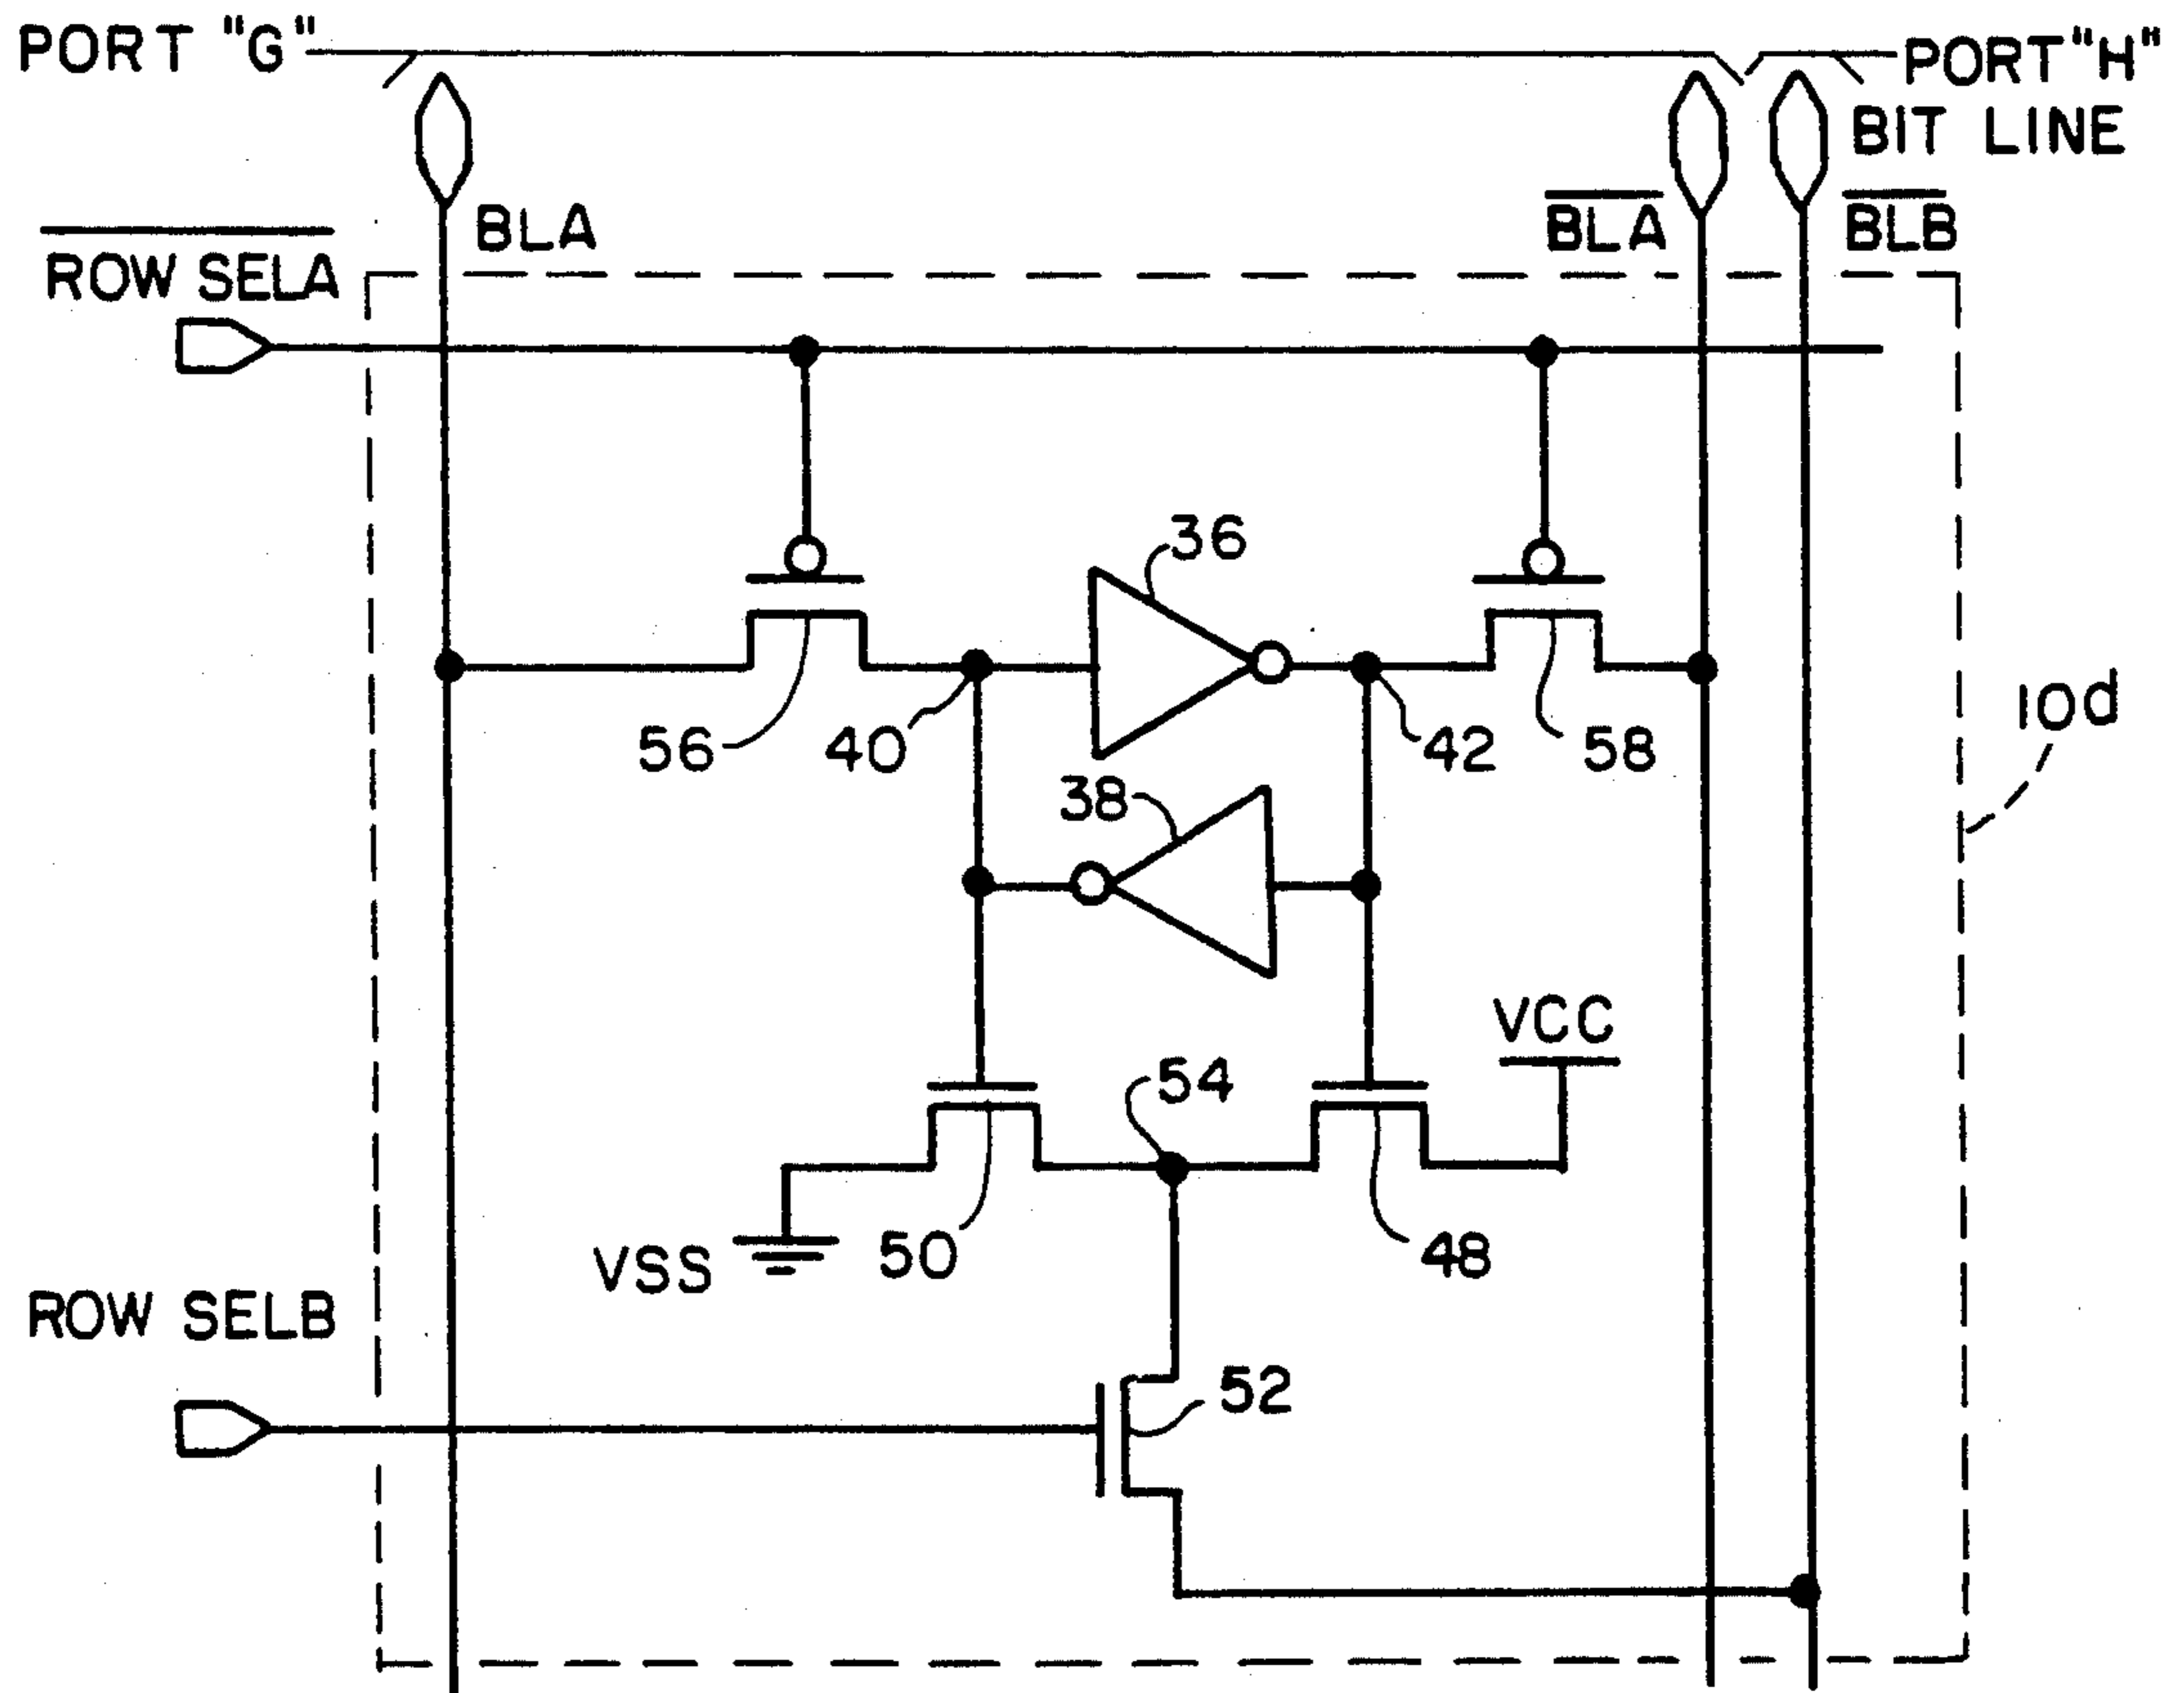 PORT "G"
PORT "H"
BIT LINE
BLA
BLA
BLB
ROW SELA
36
56
40
42
58
10d
38
VCC
54
VSS
50
48
ROW SELB
52